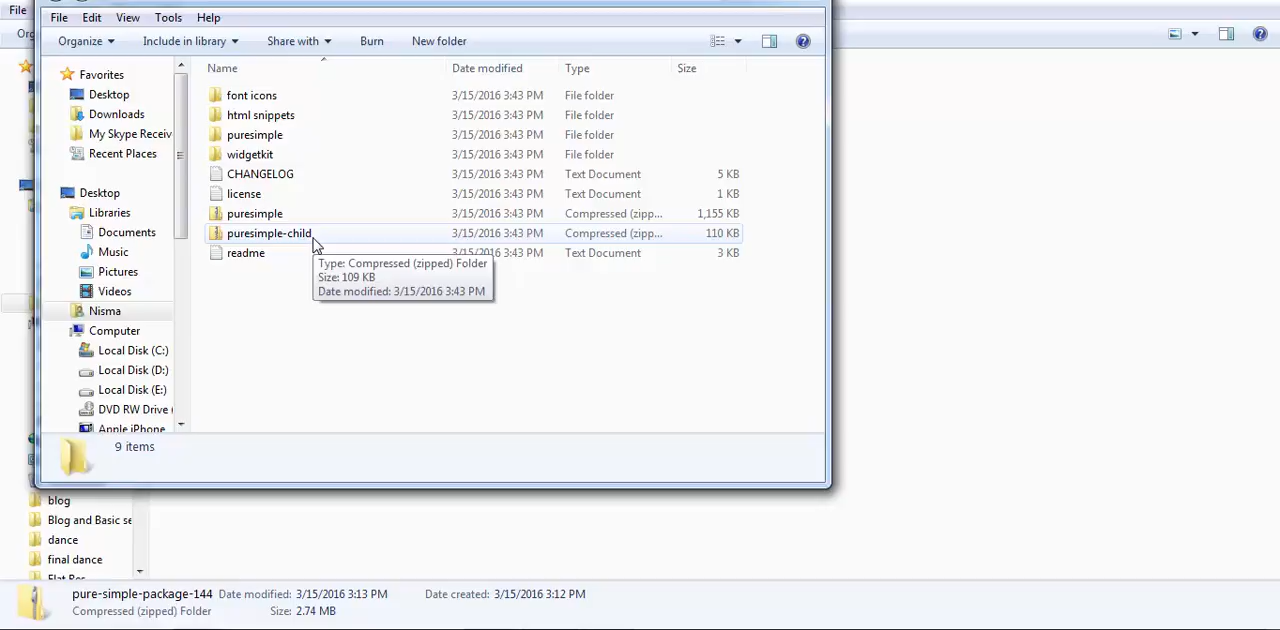 File
Org
File Edit View Tools Help
Organize Include in library Share with Burn New folder
Name Date modified Type Size
Favorites
Desktop
Downloads
My Skype Receiv
Recent Places
Desktop
Libraries
Documents
Music
Pictures
Videos
Nisma
Computer
Local Disk (C:)
Local Disk (D:)
Local Disk (E:)
DVD RW Drive (
Apple iPhone
font icons 3/15/2016 3:43 PM File folder
html snippets 3/15/2016 3:43 PM File folder
puresimple 3/15/2016 3:43 PM File folder
widgetkit 3/15/2016 3:43 PM File folder
CHANGELOG 3/15/2016 3:43 PM Text Document 5 KB
license 3/15/2016 3:43 PM Text Document 1 KB
puresimple 3/15/2016 3:43 PM Compressed (zipp... 1,155 KB
puresimple-child 3/15/2016 3:43 PM Compressed (zipp... 110 KB
readme 3/15/2016 3:43 PM Text Document 3 KB
Type: Compressed (zipped) Folder
Size: 109 KB
Date modified: 3/15/2016 3:43 PM
9 items
blog
Blog and Basic se
dance
final dance
Flat Res
pure-simple-package-144 Date modified: 3/15/2016 3:13 PM Date created: 3/15/2016 3:12 PM
Compressed (zipped) Folder Size: 2.74 MB